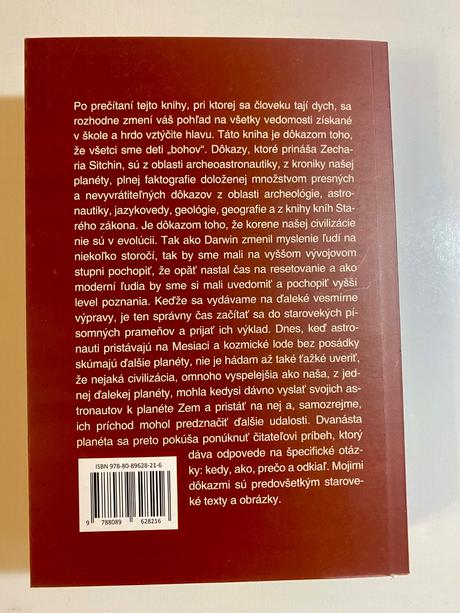 Po prečítaní tejto knihy, pri ktorej sa človeku tají dych, sa
rozhodne zmení váš pohľad na všetky vedomosti získané
v škole a hrdo vztýčite hlavu. Táto kniha je dôkazom toho,
že všetci sme deti „bohov“. Dôkazy, ktoré prináša Zecha-
ria Sitchin, sú z oblasti archeoastronautiky, z kroniky našej
planéty, plnej faktografie doloženej množstvom presných
a nevyvrátiteľných dôkazov z oblasti archeológie, astro-
nautiky, jazykovedy, geológie, geografie a z knihy kníh Sta-
rého zákona. Je dôkazom toho, že korene našej civilizácie
nie sú v evolúcii. Tak ako Darwin zmenil myslenie ľudí na
niekoľko storočí, tak by sme mali na vyššom vývojovom
stupni pochopiť, že opäť nastal čas na resetovanie a ako
moderní ľudia by sme si mali uvedomiť a pochopiť vyšší
level poznania. Keďže sa vydávame na ďaleké vesmírne
výpravy, je ten správny čas začítať sa do starovekých pí-
somných prameňov a prijať ich výklad. Dnes, keď astro-
nauti pristávajú na Mesiaci a kozmické lode bez posádky
skúmajú ďalšie planéty, nie je hádam až také ťažké uveriť,
že nejaká civilizácia, omnoho vyspelejšia ako naša, z jed-
nej ďalekej planéty, mohla kedysi dávno vyslať svojich as-
tronautov k planéte Zem a pristáť na nej a, samozrejme,
ich príchod mohol predznačiť ďalšie udalosti. Dvanásta
planéta sa preto pokúša ponúknuť čitateľovi príbeh, ktorý
dáva odpovede na špecifické otáz-
ky: kedy, ako, prečo a odkiaľ. Mojimi
dôkazmi sú predovšetkým starove-
ké texty a obrázky.
ISBN 978-80-89628-21-6
9 788089 628216